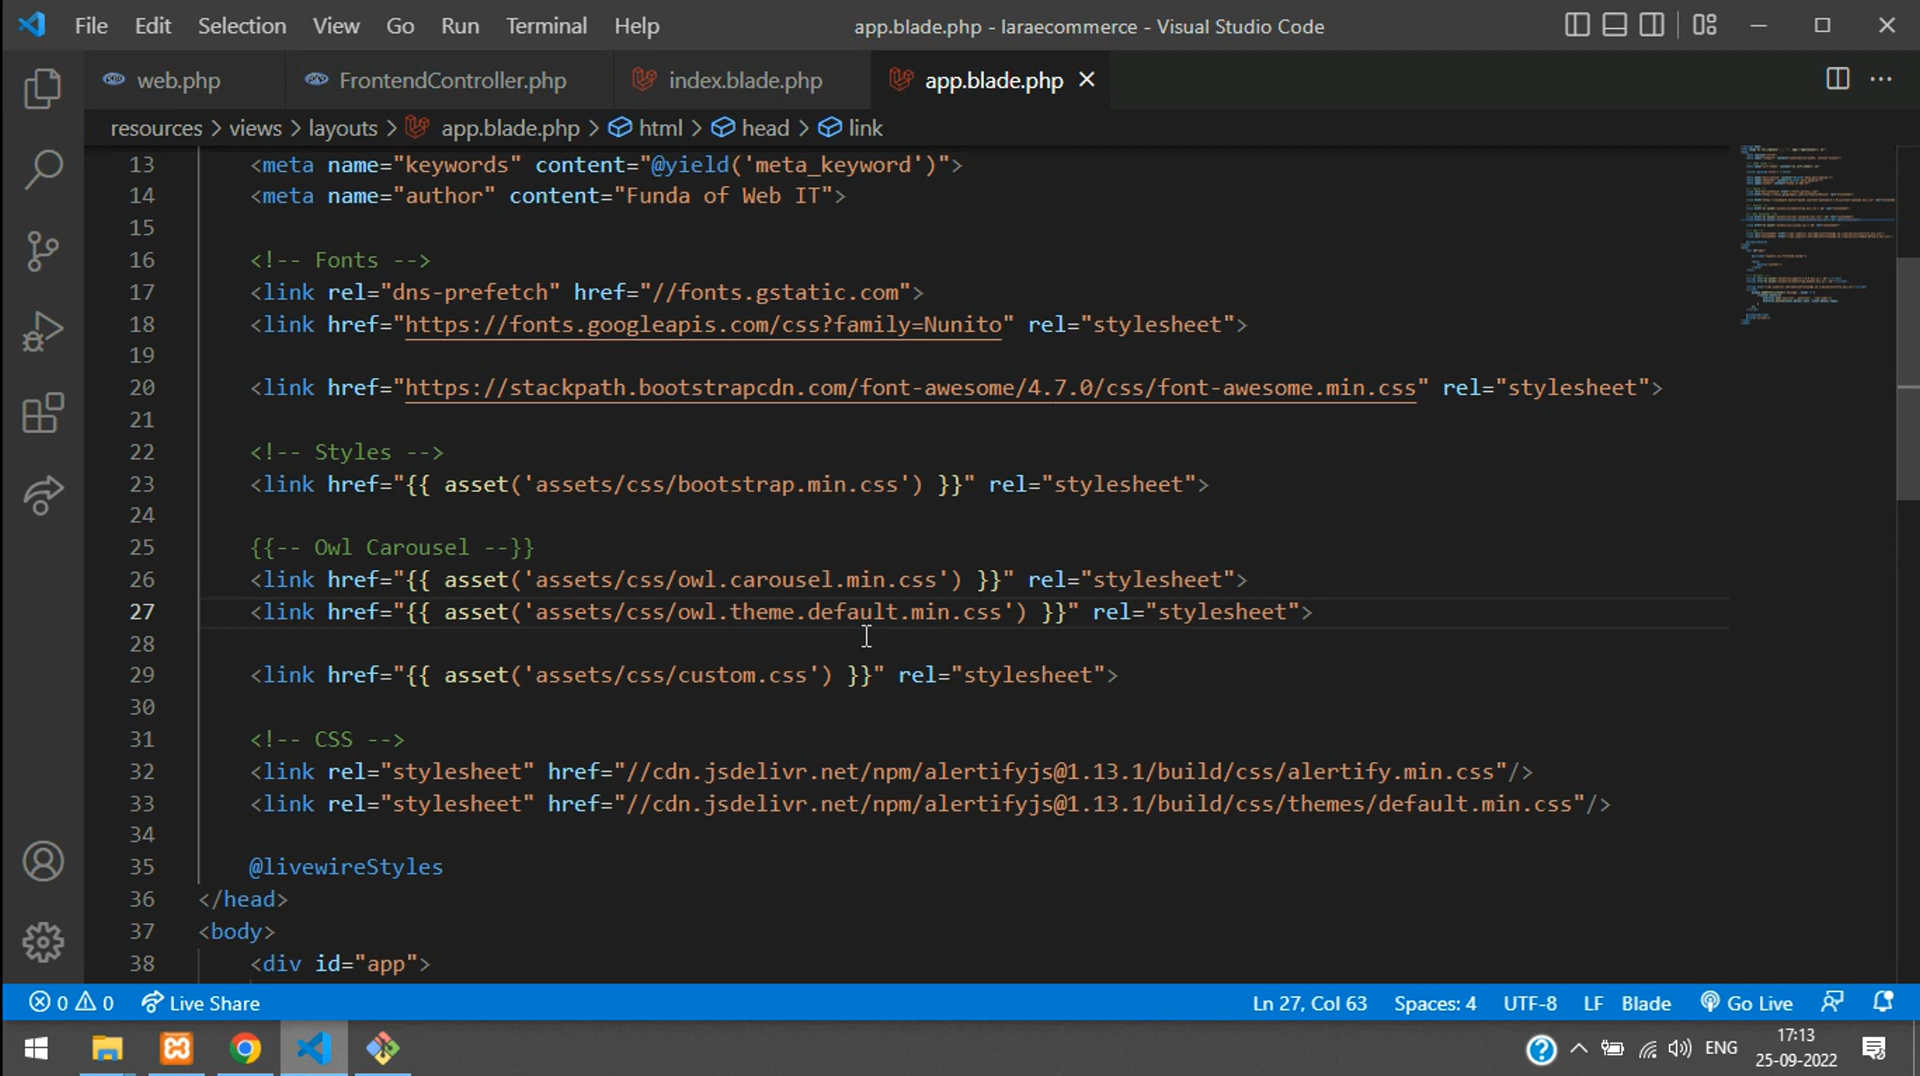 File Edit Selection View Go Run Terminal Help app.blade.php - laraecommerce - Visual Studio Code
web.php FrontendController.php index.blade.php app.blade.php
resources > views > layouts > app.blade.php > html > head > link
13 <meta name="keywords" content="@yield('meta_keyword')">
14 <meta name="author" content="Funda of Web IT">
15
16 <!-- Fonts -->
17 <link rel="dns-prefetch" href="//fonts.gstatic.com">
18 <link href="https://fonts.googleapis.com/css?family=Nunito" rel="stylesheet">
19
20 <link href="https://stackpath.bootstrapcdn.com/font-awesome/4.7.0/css/font-awesome.min.css" rel="stylesheet">
21
22 <!-- Styles -->
23 <link href="{{ asset('assets/css/bootstrap.min.css') }}" rel="stylesheet">
24
25 {{-- Owl Carousel --}}
26 <link href="{{ asset('assets/css/owl.carousel.min.css') }}" rel="stylesheet">
27 <link href="{{ asset('assets/css/owl.theme.default.min.css') }}" rel="stylesheet">
28
29 <link href="{{ asset('assets/css/custom.css') }}" rel="stylesheet">
30
31 <!-- CSS -->
32 <link rel="stylesheet" href="//cdn.jsdelivr.net/npm/alertifyjs@1.13.1/build/css/alertify.min.css"/>
33 <link rel="stylesheet" href="//cdn.jsdelivr.net/npm/alertifyjs@1.13.1/build/css/themes/default.min.css"/>
34
35 @livewireStyles
36 </head>
37 <body>
38 <div id="app">
0 0 Live Share Ln 27, Col 63 Spaces: 4 UTF-8 LF Blade Go Live
ENG 17:13
25-09-2022